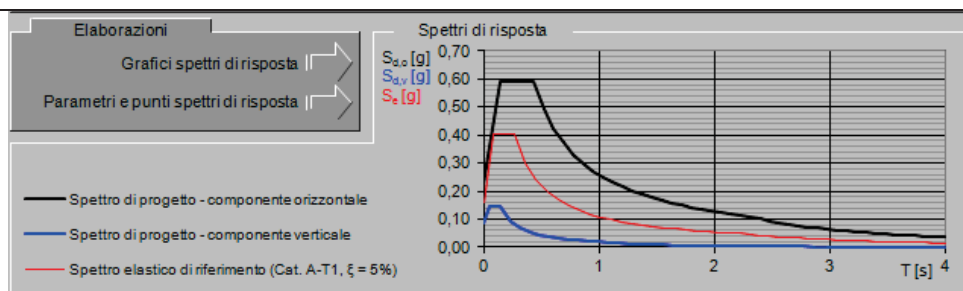 Elaborazioni
Grafici spettri di risposta
Parametri e punti spettri di risposta
Spettri di risposta
Sd,o [g]
Sd,v [g]
Se [g]
0,70
0,60
0,50
0,40
0,30
0,20
0,10
0,00
0
1
2
3
4
T [s]
Spettro di progetto - componente orizzontale
Spettro di progetto - componente verticale
Spettro elastico di riferimento (Cat. A-T1, ξ = 5%)